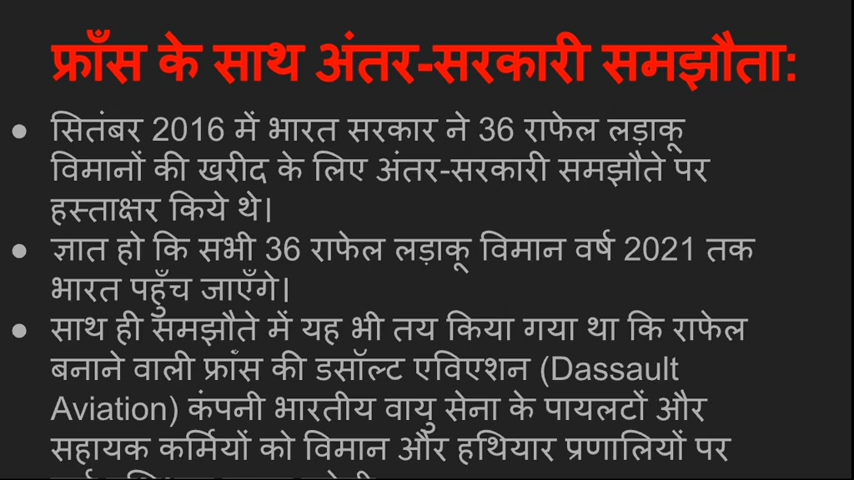 फ्राँस के साथ अंतर-सरकारी समझौता:
● सितंबर 2016 में भारत सरकार ने 36 राफेल लड़ाकू
विमानों की खरीद के लिए अंतर-सरकारी समझौते पर
हस्ताक्षर किये थे।
● ज्ञात हो कि सभी 36 राफेल लड़ाकू विमान वर्ष 2021 तक
भारत पहुँच जाएँगे।
● साथ ही समझौते में यह भी तय किया गया था कि राफेल
बनाने वाली फ्राँस की डसॉल्ट एविएशन (Dassault
Aviation) कंपनी भारतीय वायु सेना के पायलटों और
सहायक कर्मियों को विमान और हथियार प्रणालियों पर